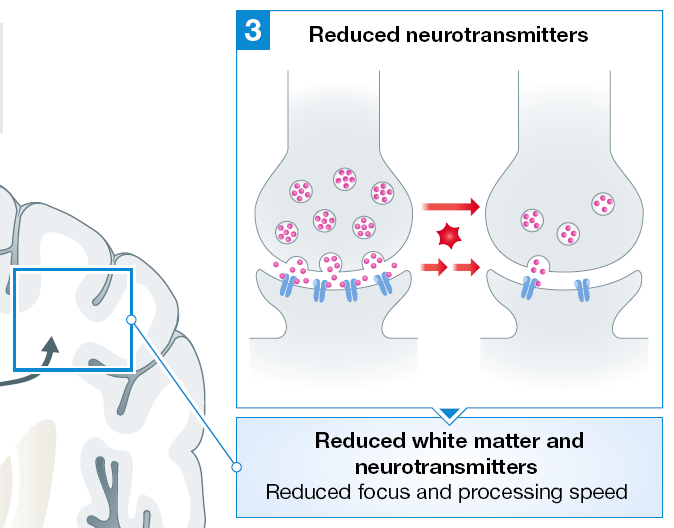 3
Reduced neurotransmitters
Reduced white matter and
neurotransmitters
Reduced focus and processing speed